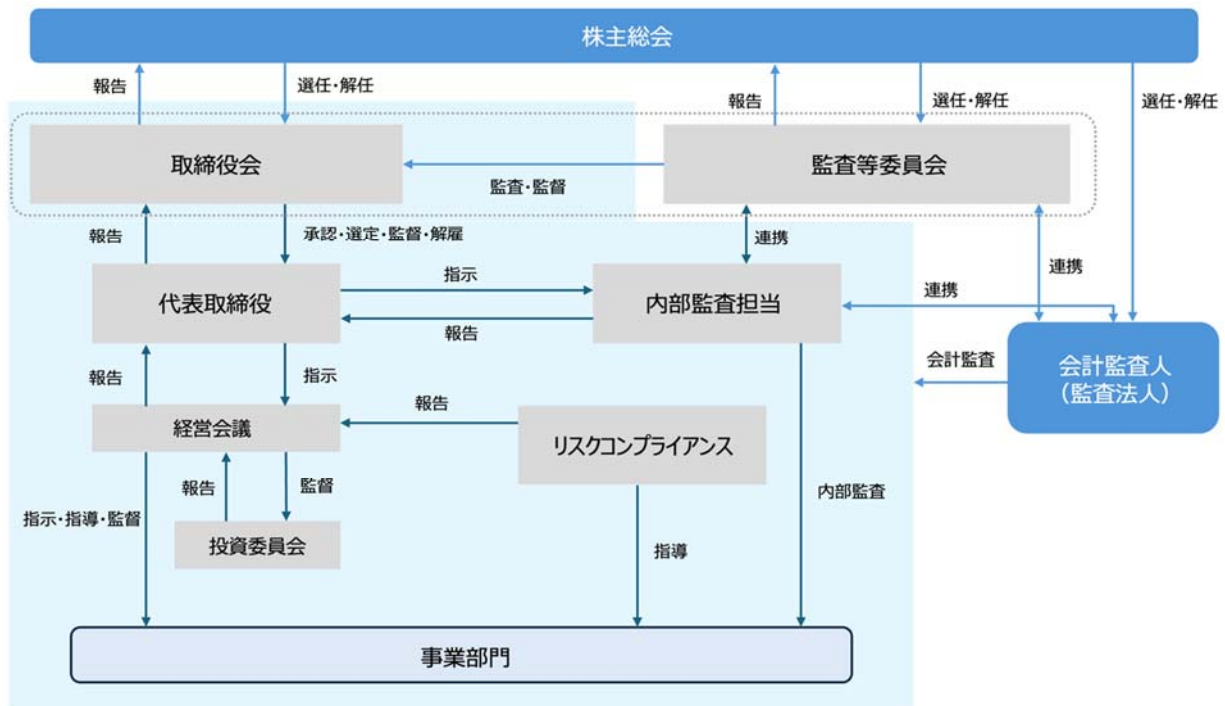 株主総会
報告
選任・解任
報告
選任・解任
選任・解任
取締役会
監査等委員会
監査・監督
報告
承認・選定・監督・解雇
連携
連携
代表取締役
指示
報告
内部監査担当
連携
会計監査人
（監査法人）
会計監査
報告
指示
経営会議
報告
リスクコンプライアンス
報告
監督
内部監査
指示・指導・監督
投資委員会
指導
事業部門